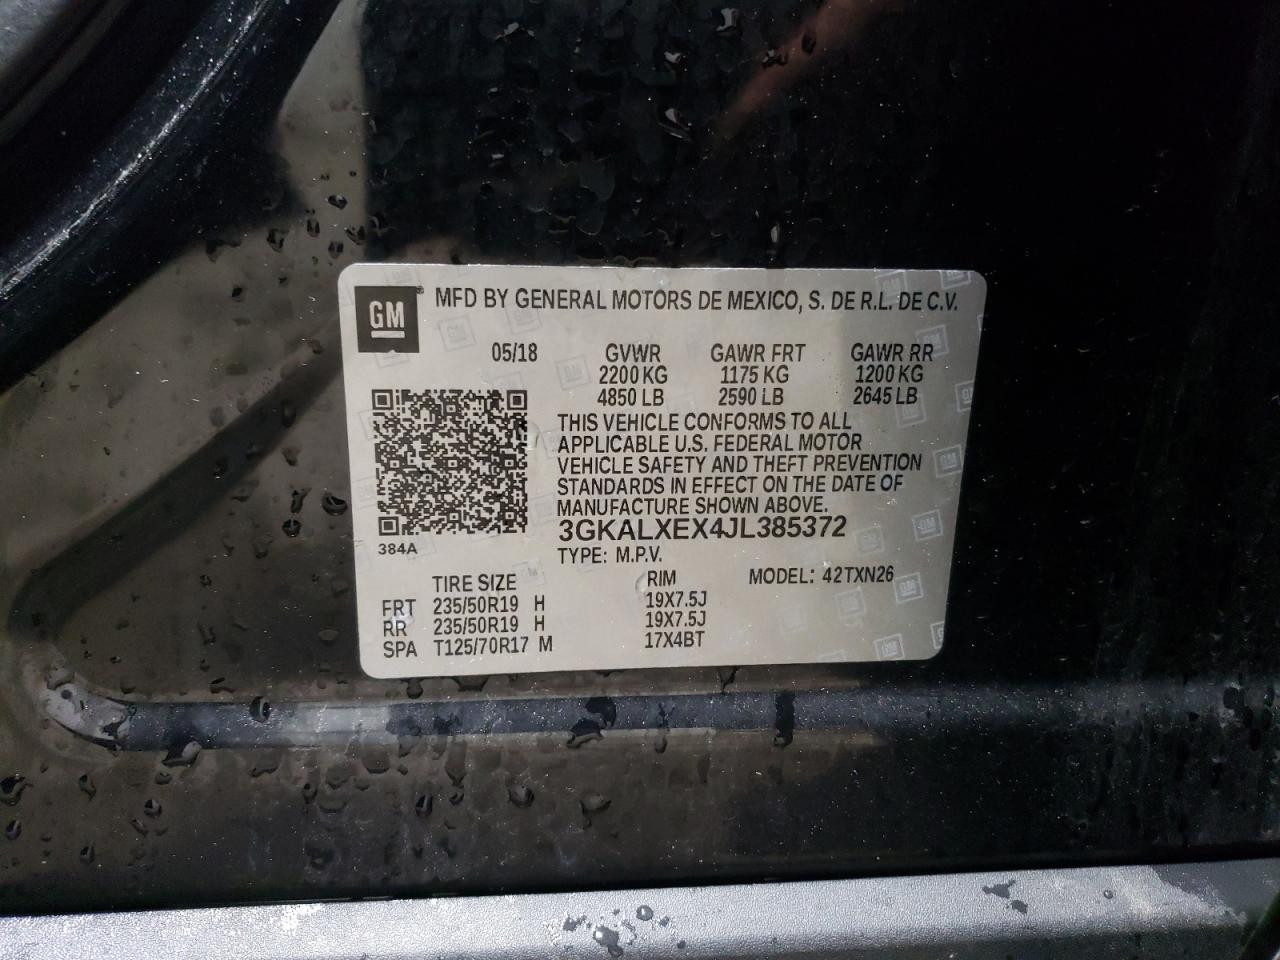 GM ® MFD BY GENERAL MOTORS DE MEXICO, S. DE R.L. DE C.V.
05/18 GVWR GAWR FRT GAWR RR
2200 KG 1175 KG 1200 KG
4850 LB 2590 LB 2645 LB
THIS VEHICLE CONFORMS TO ALL
APPLICABLE U.S. FEDERAL MOTOR
VEHICLE SAFETY AND THEFT PREVENTION
STANDARDS IN EFFECT ON THE DATE OF
MANUFACTURE SHOWN ABOVE.
3GKALXEX4JL385372
384A
TYPE: M.P.V.
TIRE SIZE RIM MODEL: 42TXN26
FRT 235/50R19 H 19X7.5J
RR 235/50R19 H 19X7.5J
SPA T125/70R17 M 17X4BT